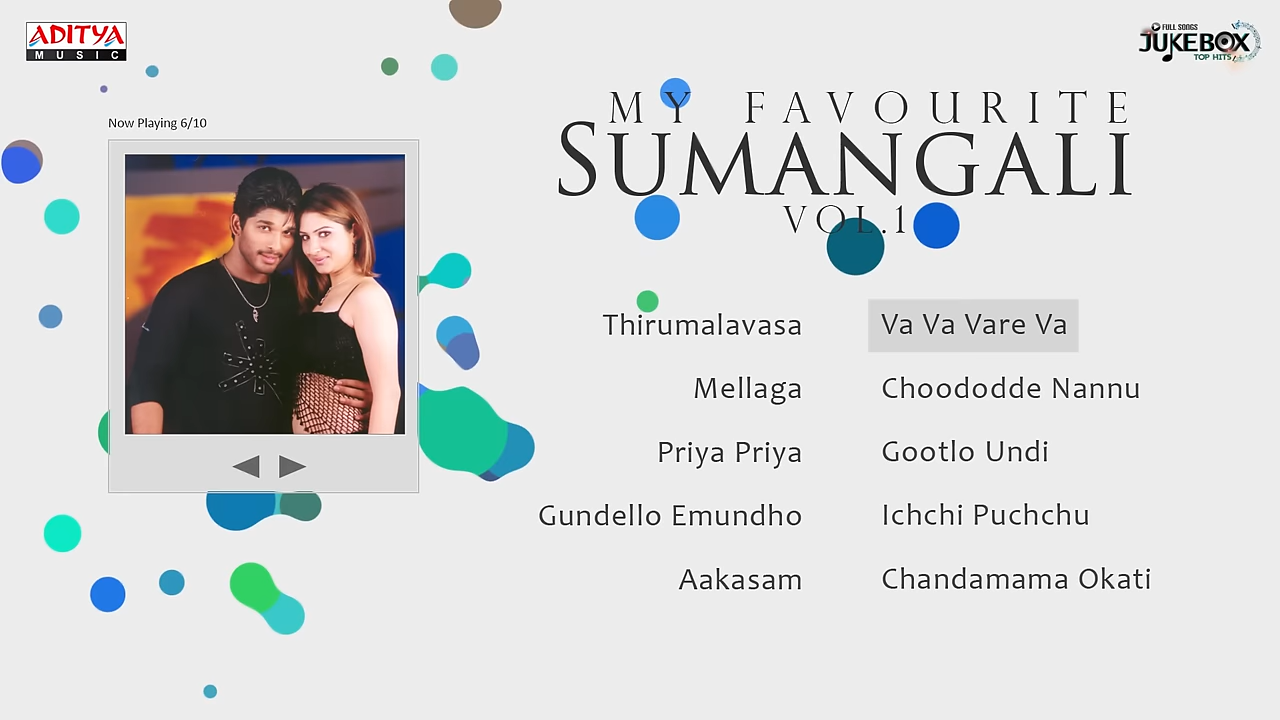 ADITYA
MUSIC
FULL SONGS
JUKEBOX
TOP HITS
MY FAVOURITE
SUMANGALI
VOL.1
Now Playing 6/10
Thirumalavasa
Mellaga
Priya Priya
Gundello Emundho
Aakasam
Va Va Vare Va
Choododde Nannu
Gootlo Undi
Ichchi Puchchu
Chandamama Okati